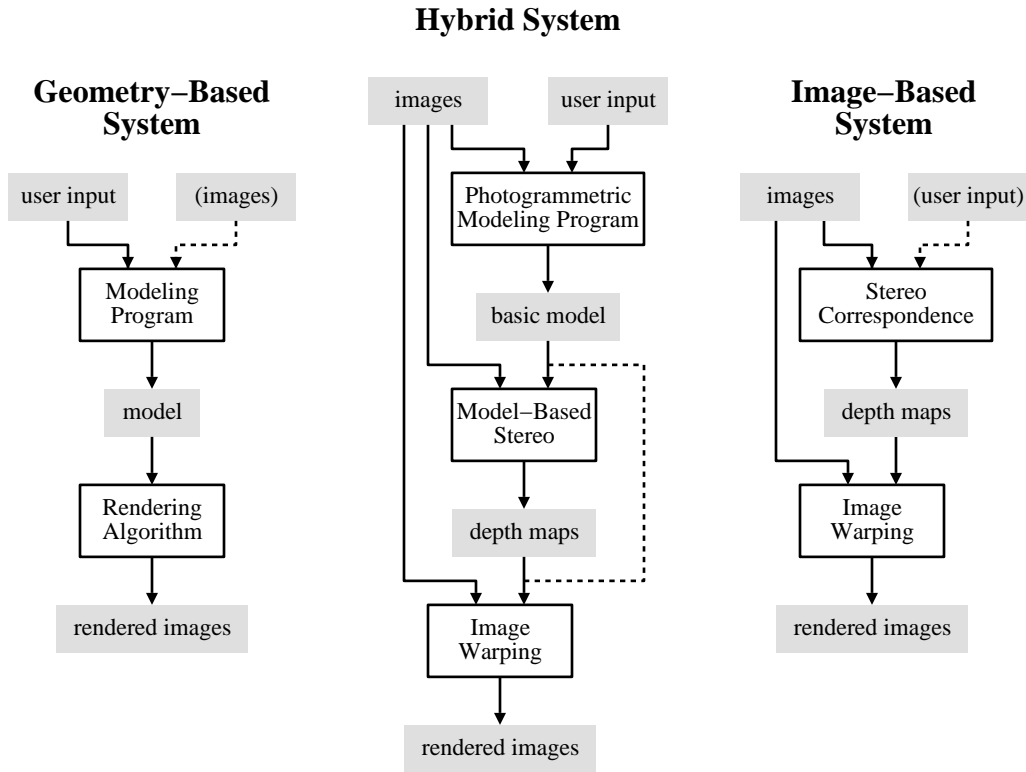 Hybrid System
Geometry–Based
System
user input
(images)
Modeling
Program
model
Rendering
Algorithm
rendered images
images
user input
Photogrammetric
Modeling Program
basic model
Model–Based
Stereo
depth maps
Image
Warping
rendered images
Image–Based
System
images
(user input)
Stereo
Correspondence
depth maps
Image
Warping
rendered images